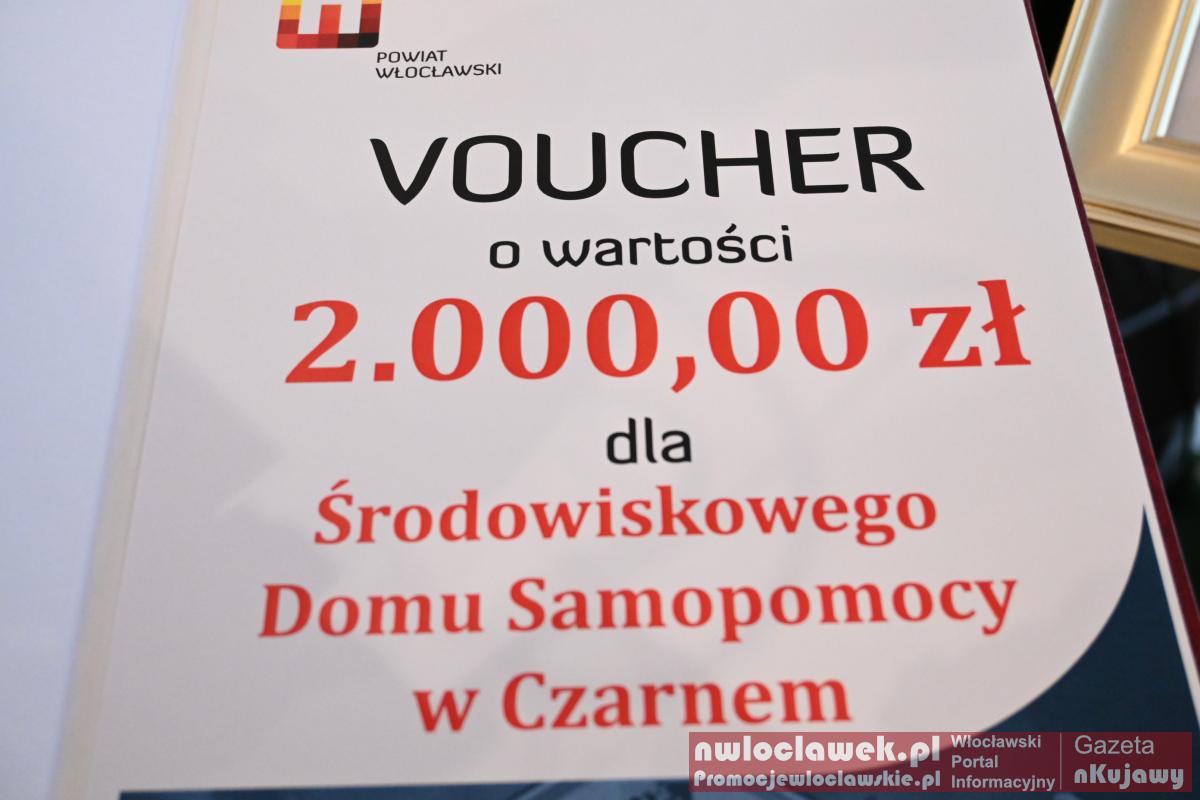 POWIAT
WŁOCŁAWSKI
VOUCHER
o wartości
2.000,00 zł
dla
Środowiskowego
Domu Samopomocy
w Czarnem
nwloclawek.pl
Promocjewloclawskie.pl
Włocławski
Portal
Informacyjny
Gazeta
nKujawy